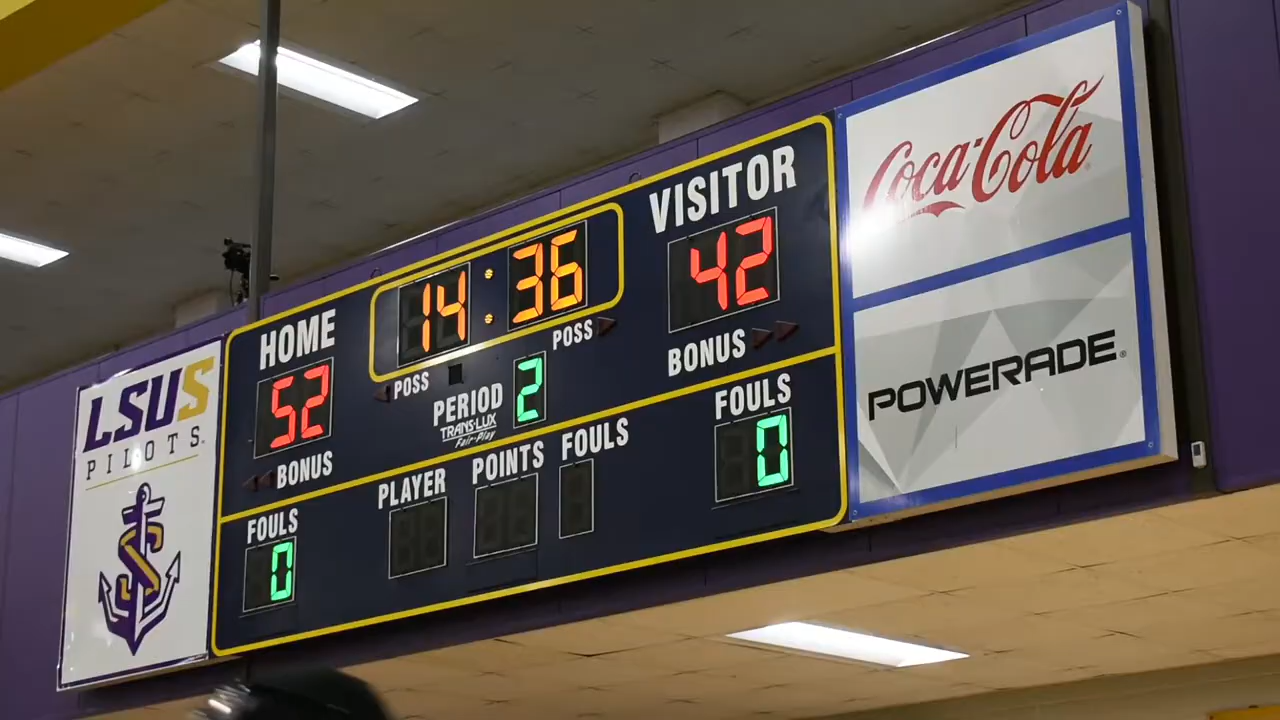 LSUS
PILOTS
HOME
52
BONUS
FOULS
0
14:36
POSS
POSS
PERIOD 2
TRANS-LUX
Fair-Play
PLAYER
POINTS
FOULS
VISITOR
42
BONUS
FOULS
0
Coca-Cola
POWERADE